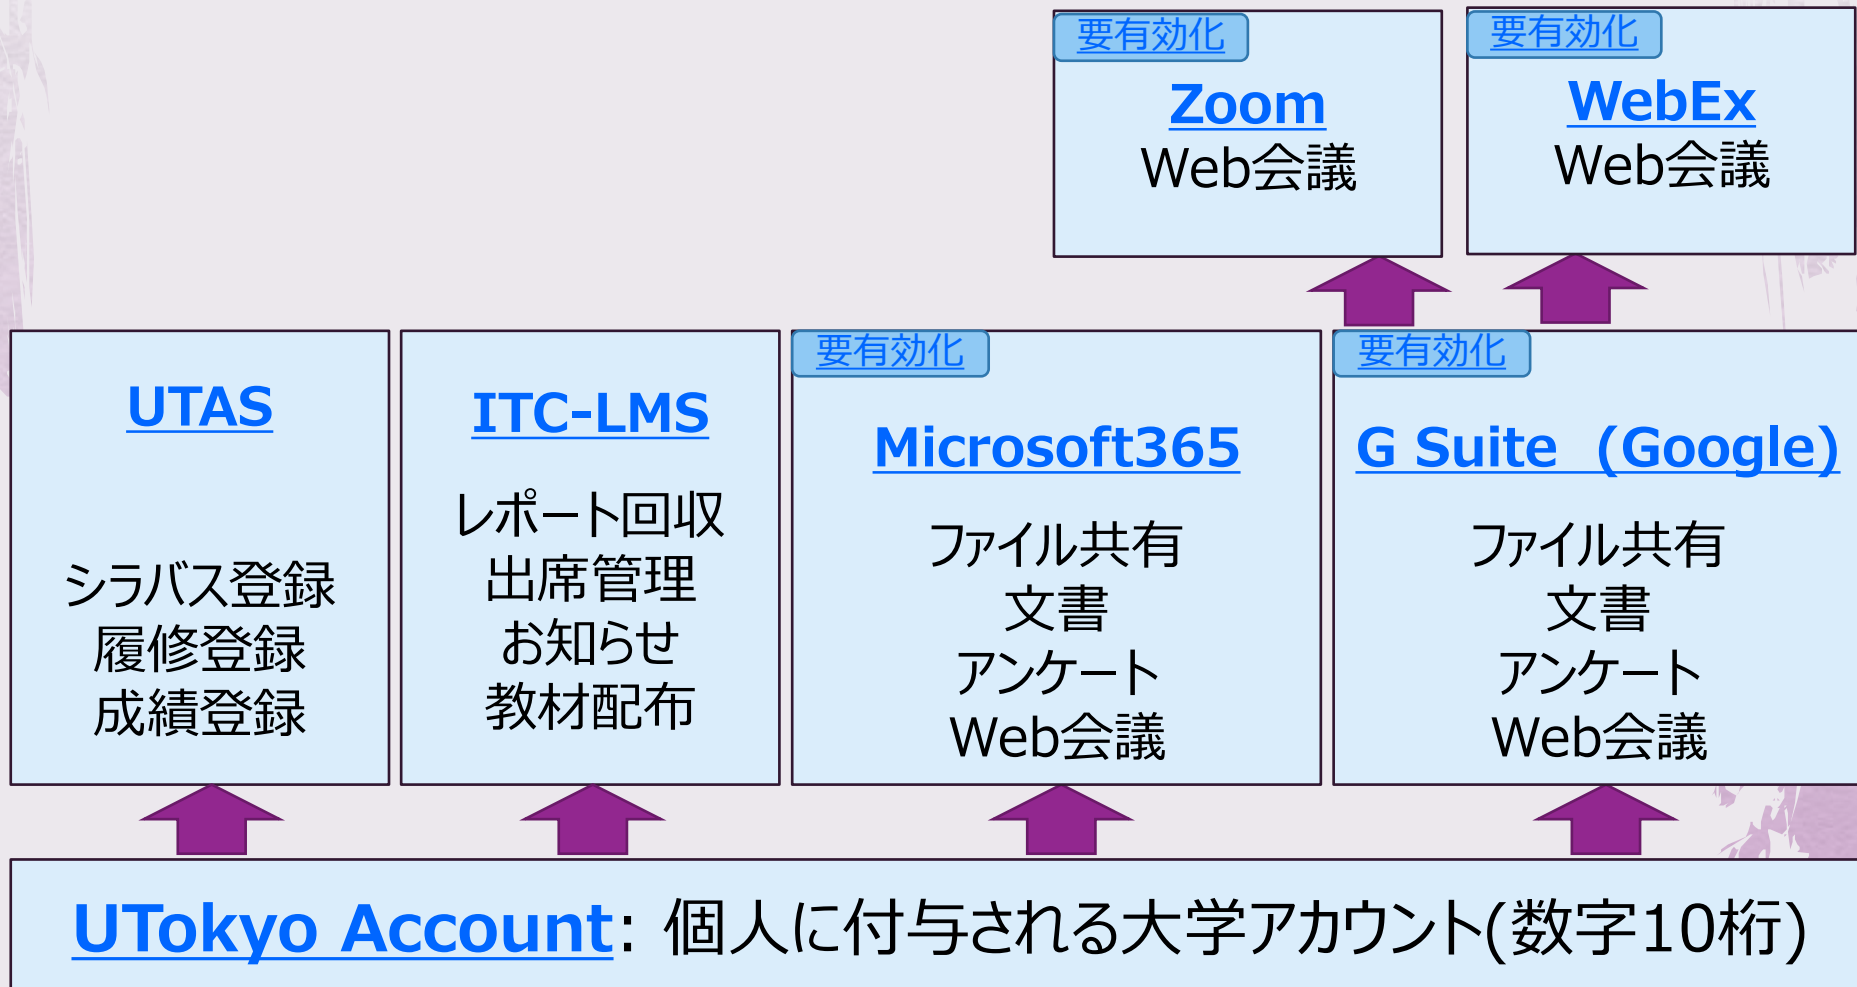 要有効化
Zoom
Web会議
要有効化
WebEx
Web会議
UTAS
シラバス登録
履修登録
成績登録
ITC-LMS
レポート回収
出席管理
お知らせ
教材配布
要有効化
Microsoft365
ファイル共有
文書
アンケート
Web会議
要有効化
G Suite (Google)
ファイル共有
文書
アンケート
Web会議
UTokyo Account: 個人に付与される大学アカウント(数字10桁)